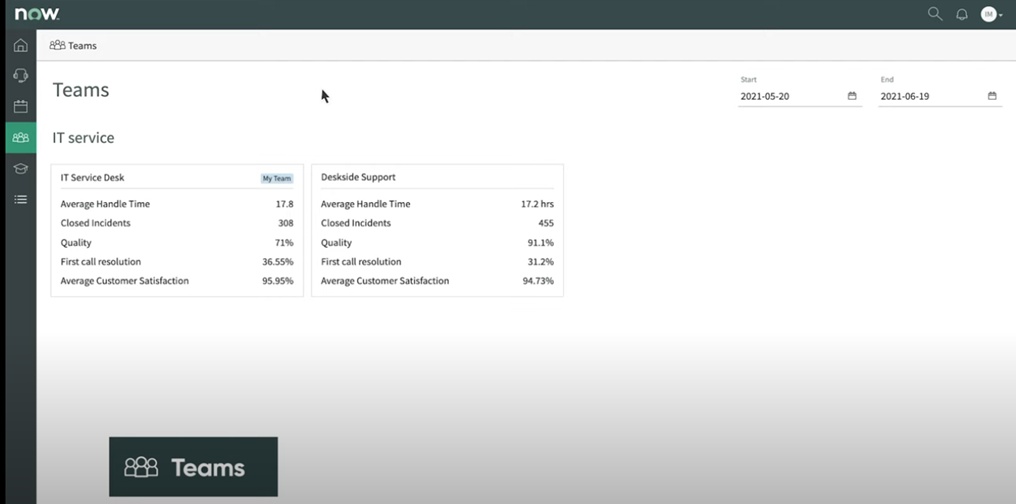 now.
IM
Teams
Teams
Start
End
2021-05-20
2021-06-19
IT service
IT Service Desk
My Team
Average Handle Time 17.8
Closed Incidents 308
Quality 71%
First call resolution 36.55%
Average Customer Satisfaction 95.95%
Deskside Support
Average Handle Time 17.2 hrs
Closed Incidents 455
Quality 91.1%
First call resolution 31.2%
Average Customer Satisfaction 94.73%
Teams